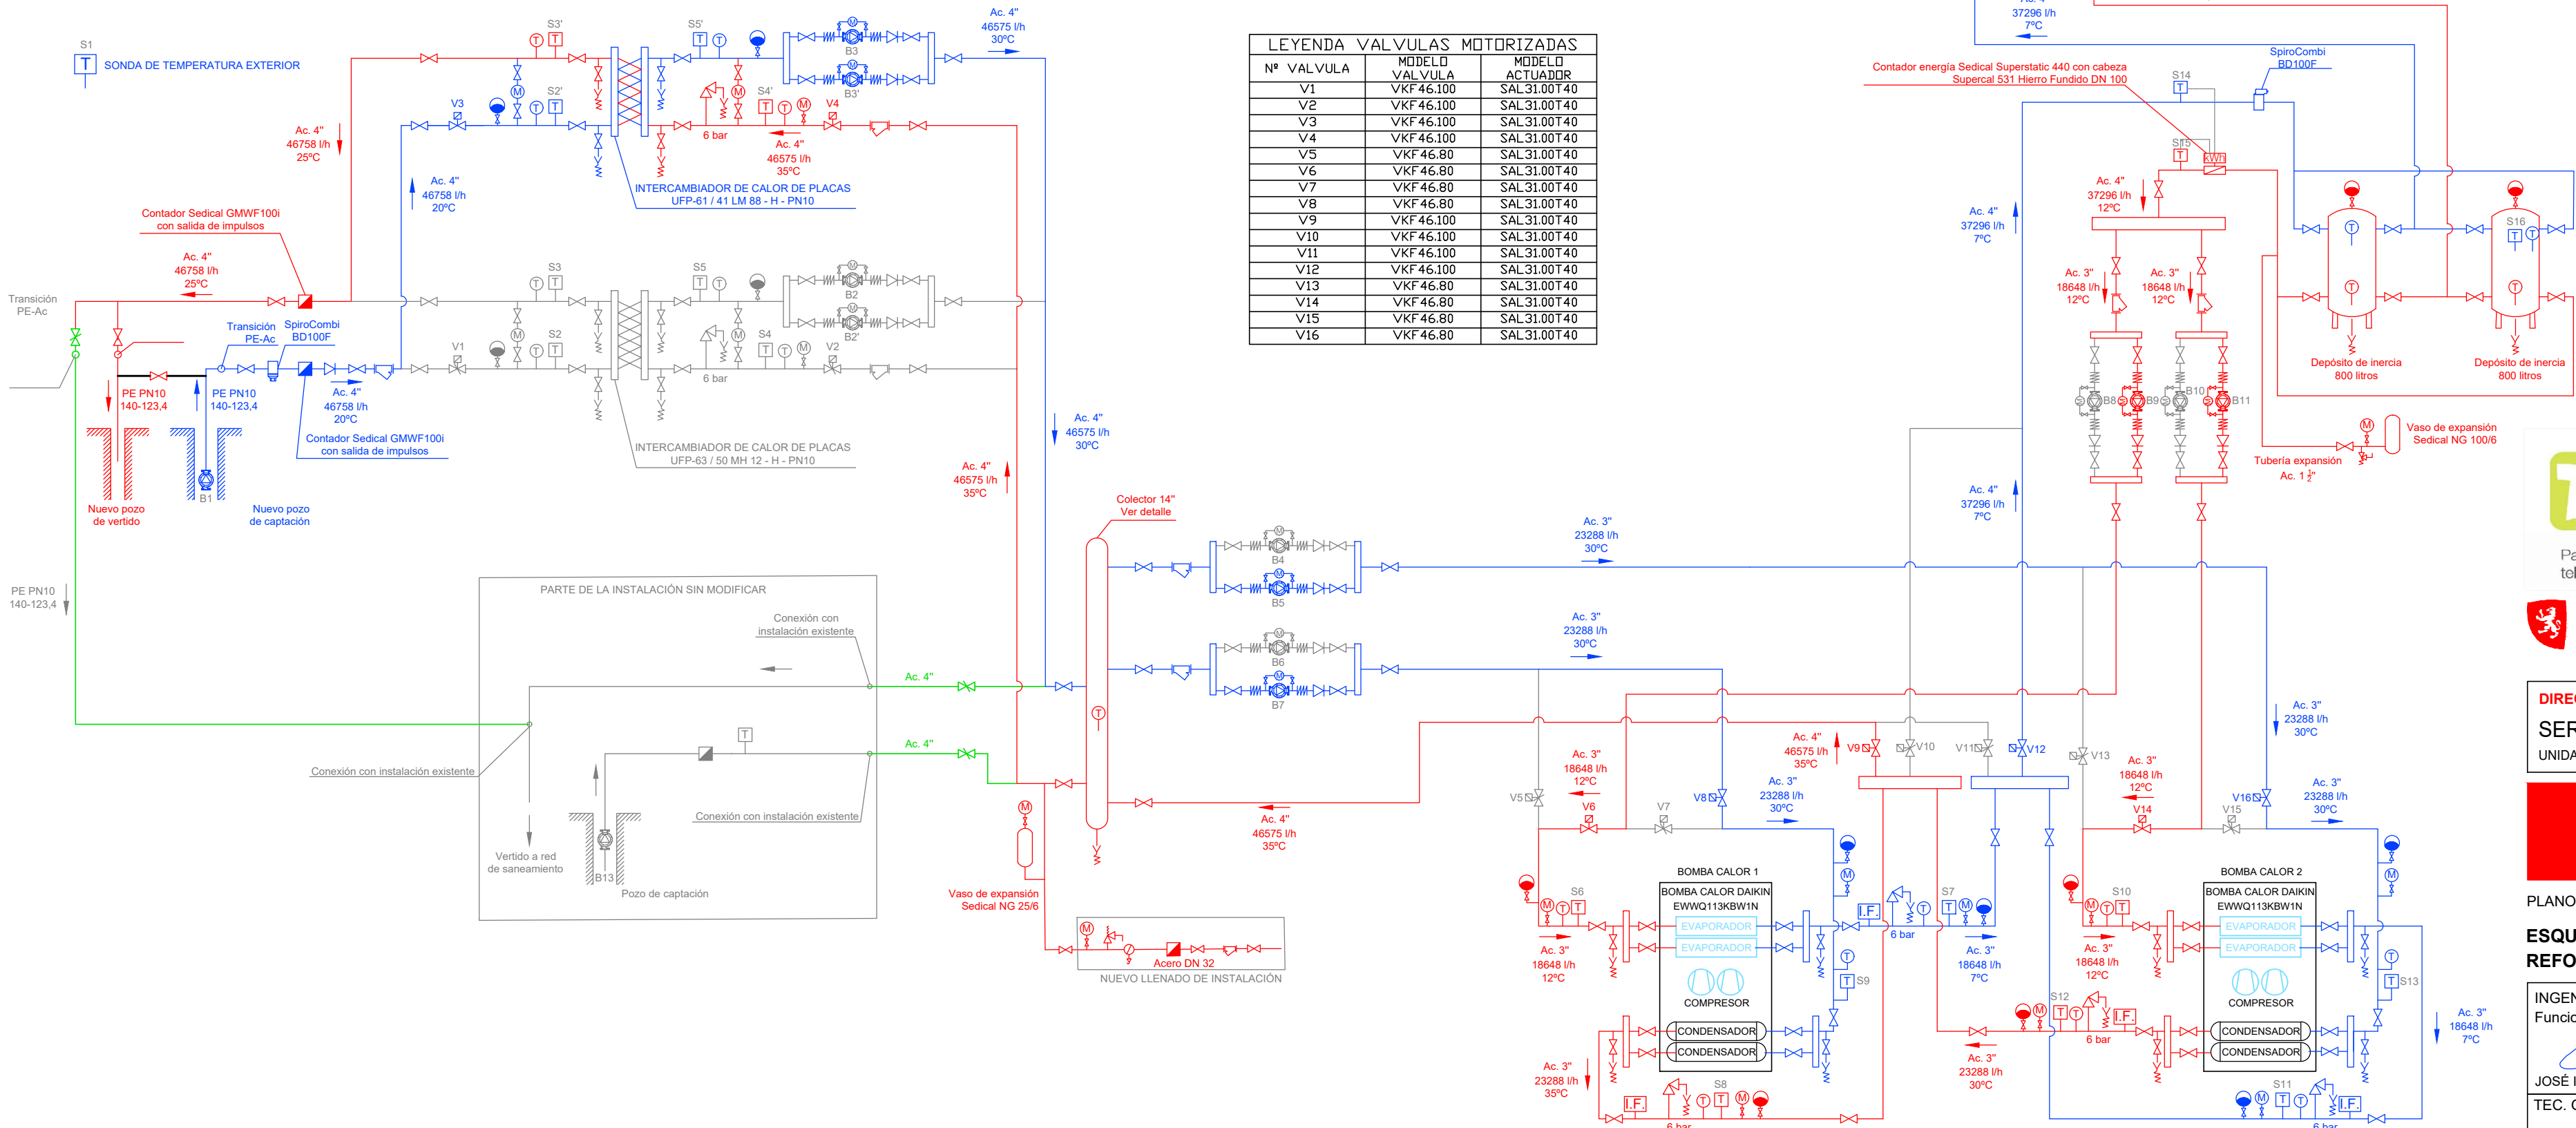 S1
T SONDA DE TEMPERATURA EXTERIOR
Ac. 4"
46758 l/h
25ºC
S3'
T T
M
V3
S2'
T T
S5'
T T
M
B3
M
B3'
Ac. 4"
46575 l/h
30ºC
M
S4'
T T M
V4
6 bar
Ac. 4"
46575 l/h
35ºC
INTERCAMBIADOR DE CALOR DE PLACAS
UFP-61 / 41 LM 88 - H - PN10
Ac. 4"
46758 l/h
20ºC
Contador Sedical GMWF100i
con salida de impulsos
Ac. 4"
46758 l/h
25ºC
Transición
PE-Ac
Transición
PE-Ac
SpiroCombi
BD100F
PE PN10
140-123,4
PE PN10
140-123,4
Ac. 4"
46758 l/h
20ºC
Contador Sedical GMWF100i
con salida de impulsos
B1
Nuevo pozo
de vertido
Nuevo pozo
de captación
S3
T T
M
V1
S2
T T
S5
T T
M
B2
M
B2'
M
S4
T T M
V2
6 bar
INTERCAMBIADOR DE CALOR DE PLACAS
UFP-63 / 50 MH 12 - H - PN10
Ac. 4"
46575 l/h
35ºC
Ac. 4"
46575 l/h
30ºC
PE PN10
140-123,4
PARTE DE LA INSTALACIÓN SIN MODIFICAR
Conexión con
instalación existente
Ac. 4"
T
Ac. 4"
Conexión con instalación existente
Conexión con instalación existente
Vertido a red
de saneamiento
B13
Pozo de captación
Colector 14"
Ver detalle
T
M
Vaso de expansión
Sedical NG 25/6
M
Acero DN 32
NUEVO LLENADO DE INSTALACIÓN
LEYENDA VALVULAS MOTORIZADAS
Nº VALVULA MODELO VALVULA MODELO ACTUADOR
V1 VKF46.100 SAL31.00T40
V2 VKF46.100 SAL31.00T40
V3 VKF46.100 SAL31.00T40
V4 VKF46.100 SAL31.00T40
V5 VKF46.80 SAL31.00T40
V6 VKF46.80 SAL31.00T40
V7 VKF46.80 SAL31.00T40
V8 VKF46.80 SAL31.00T40
V9 VKF46.100 SAL31.00T40
V10 VKF46.100 SAL31.00T40
V11 VKF46.100 SAL31.00T40
V12 VKF46.100 SAL31.00T40
V13 VKF46.80 SAL31.00T40
V14 VKF46.80 SAL31.00T40
V15 VKF46.80 SAL31.00T40
V16 VKF46.80 SAL31.00T40
M
B4
M
B5
Ac. 3"
23288 l/h
30ºC
M
B6
M
B7
Ac. 3"
23288 l/h
30ºC
Ac. 4"
46575 l/h
35ºC
37296 l/h
7ºC
Contador energía Sedical Superstatic 440 con cabeza
Supercal 531 Hierro Fundido DN 100
S14
T
SpiroCombi
BD100F
S15
T
kWh
Ac. 4"
37296 l/h
12ºC
Ac. 4"
37296 l/h
7ºC
Ac. 3"
18648 l/h
12ºC
Ac. 3"
18648 l/h
12ºC
B8
B9
B10
B11
T
T
S16
T T
T
Depósito de inercia
800 litros
Depósito de inercia
800 litros
M
Vaso de expansión
Sedical NG 100/6
Tubería expansión
Ac. 1 ½"
Ac. 4"
37296 l/h
7ºC
Ac. 3"
23288 l/h
30ºC
V5
Ac. 3"
18648 l/h
12ºC
V6
V7
V8
Ac. 3"
23288 l/h
30ºC
Ac. 4"
46575 l/h
35ºC
V9
V10
V11
V12
V13
Ac. 3"
18648 l/h
12ºC
V14
V15
V16
Ac. 3"
23288 l/h
30ºC
BOMBA CALOR 1
BOMBA CALOR DAIKIN
EWWQ113KBW1N
EVAPORADOR
EVAPORADOR
COMPRESOR
CONDENSADOR
CONDENSADOR
S6
M T T
Ac. 3"
18648 l/h
12ºC
M
I.F.
6 bar
T
S7
T M
Ac. 3"
18648 l/h
7ºC
T
T S9
Ac. 3"
23288 l/h
35ºC
I.F.
6 bar
S8
T T M
BOMBA CALOR 2
BOMBA CALOR DAIKIN
EWWQ113KBW1N
EVAPORADOR
EVAPORADOR
COMPRESOR
CONDENSADOR
CONDENSADOR
S10
M T T
Ac. 3"
18648 l/h
12ºC
M
T
T S13
S12
M T T
I.F.
6 bar
Ac. 3"
23288 l/h
30ºC
S11
M T T
I.F.
6 bar
Ac. 3"
18648 l/h
7ºC
Pa
tel
DIREC
SER
UNIDA
PLANO
ESQU
REFO
INGEN
Funcio
JOSÉ I
TEC. C